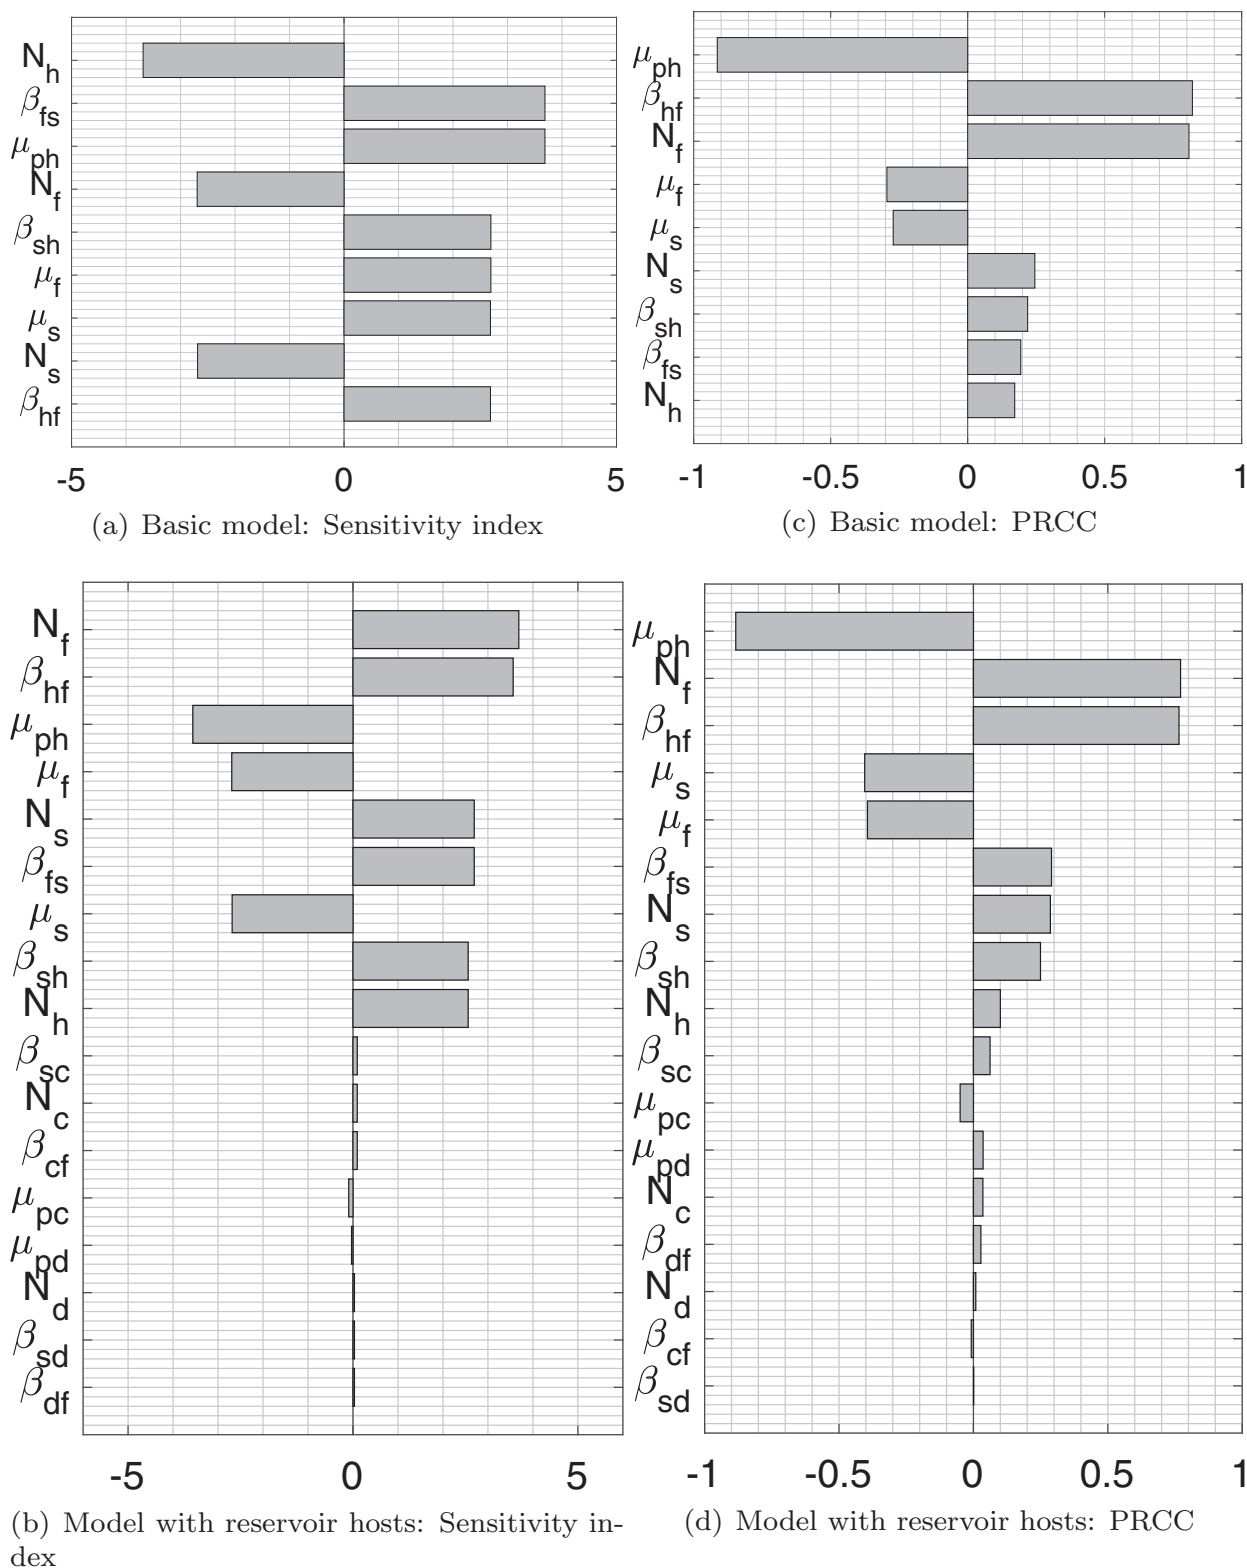 N_h
β_fs
μ_ph
N_f
β_sh
μ_f
μ_s
N_s
β_hf
-5 0 5
(a) Basic model: Sensitivity index
μ_ph
β_hf
N_f
μ_f
μ_s
N_s
β_sh
β_fs
N_h
-1 -0.5 0 0.5 1
(c) Basic model: PRCC
N_f
β_hf
μ_ph
μ_f
N_s
β_fs
μ_s
β_sh
N_h
β_sc
N_c
β_cf
μ_pc
μ_pd
N_d
β_sd
β_df
-5 0 5
(b) Model with reservoir hosts: Sensitivity in-
dex
μ_ph
N_f
β_hf
μ_s
μ_f
β_fs
N_s
β_sh
N_h
β_sc
μ_pc
μ_pd
N_c
β_df
N_d
β_cf
β_sd
-1 -0.5 0 0.5 1
(d) Model with reservoir hosts: PRCC